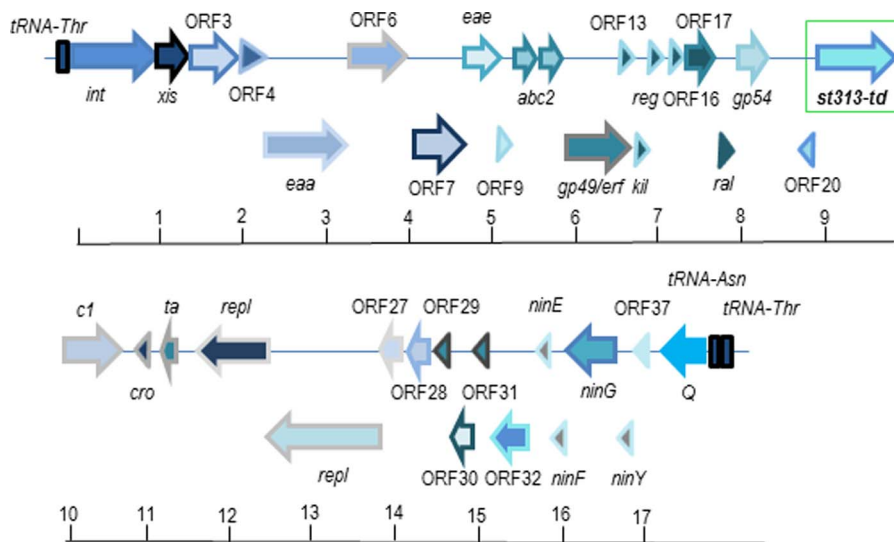 tRNA-Thr ORF3 ORF6 eae ORF13 ORF17
int xis ORF4 abc2 reg ORF16 gp54 st313-td
eaa ORF7 ORF9 gp49/erf kil ral ORF20
1 2 3 4 5 6 7 8 9
tRNA-Asn
c1 ta repl ORF27 ORF29 ninE ORF37 tRNA-Thr
cro ORF28 ORF31 ninG Q
repl ORF30 ORF32 ninF ninY
10 11 12 13 14 15 16 17